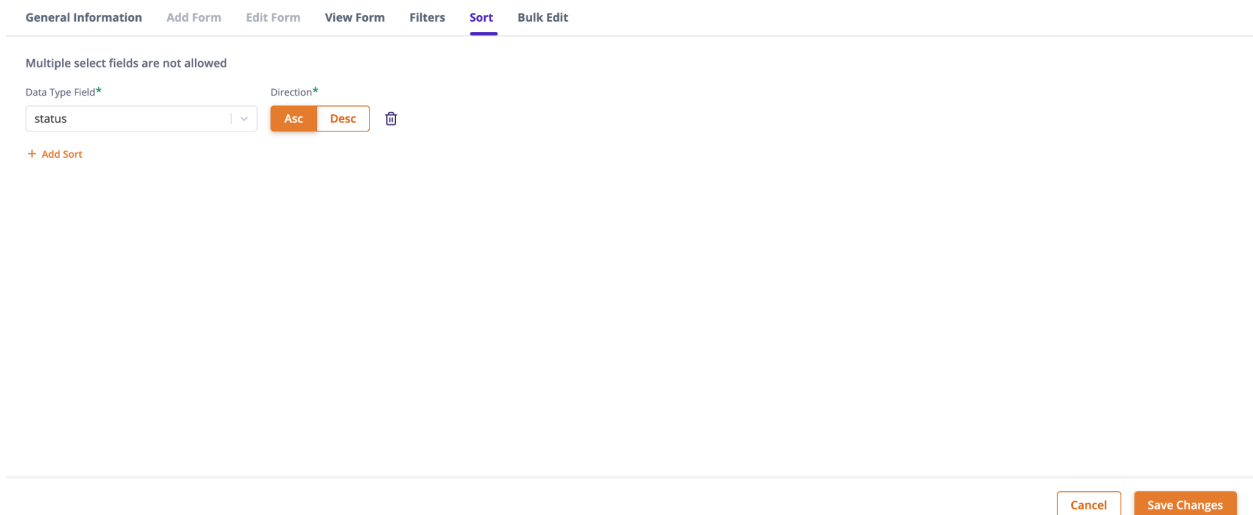 General Information Add Form Edit Form View Form Filters Sort Bulk Edit
Multiple select fields are not allowed
Data Type Field* Direction*
status Asc Desc
+ Add Sort
Cancel Save Changes